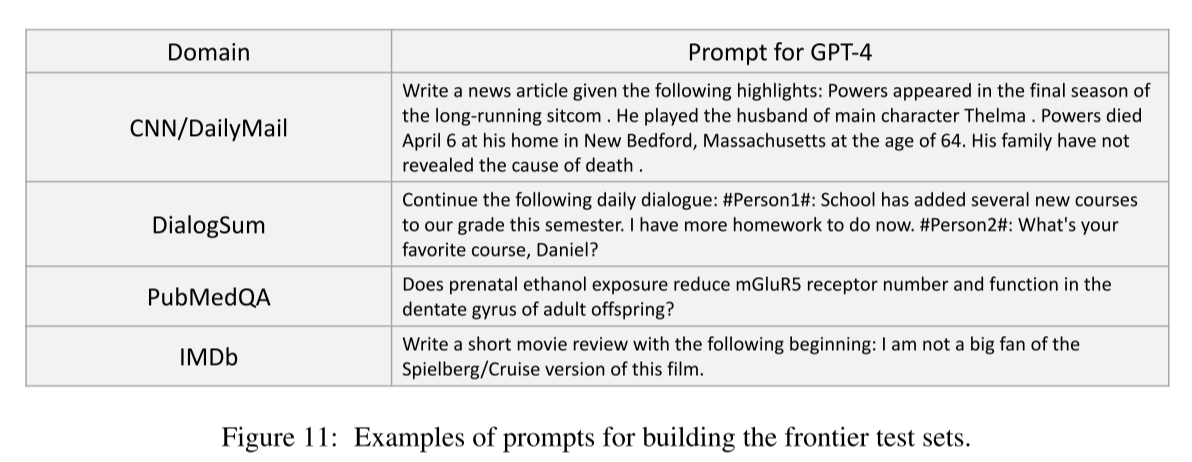 Domain
Prompt for GPT-4
CNN/DailyMail
Write a news article given the following highlights: Powers appeared in the final season of
the long-running sitcom . He played the husband of main character Thelma . Powers died
April 6 at his home in New Bedford, Massachusetts at the age of 64. His family have not
revealed the cause of death .
DialogSum
Continue the following daily dialogue: #Person1#: School has added several new courses
to our grade this semester. I have more homework to do now. #Person2#: What's your
favorite course, Daniel?
PubMedQA
Does prenatal ethanol exposure reduce mGluR5 receptor number and function in the
dentate gyrus of adult offspring?
IMDb
Write a short movie review with the following beginning: I am not a big fan of the
Spielberg/Cruise version of this film.
Figure 11: Examples of prompts for building the frontier test sets.